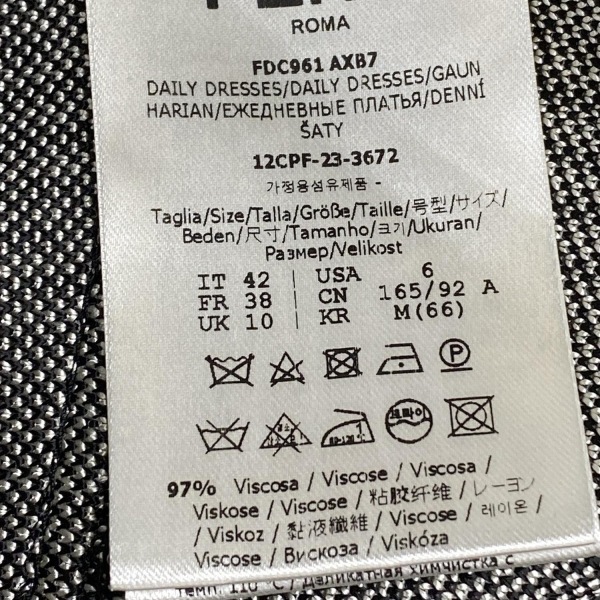 ROMA
FDC961 AXB7
DAILY DRESSES/DAILY DRESSES/GAUN
HARIAN/ЕЖЕДНЕВНЫЕ ПЛАТЬЯ/DENNÍ
ŠATY
12CPF-23-3672
가정용섬유제품 -
Taglia/Size/Talla/Größe/Taille/号型/サイズ/
Beden/尺寸/Tamanho/크기/Ukuran/
Размер/Velikost
IT 42 | USA 6
FR 38 | CN 165/92 A
UK 10 | KR M(66)
97% Viscosa / Viscose / Viscosa /
Viskose / Viscose / 粘胶纤维 / レーヨン
/ Viskoz / 黏液纖維 / Viscose / 레이온 /
Viscose / Вискоза / Viskóza
110°C / Деликатная химчистка с